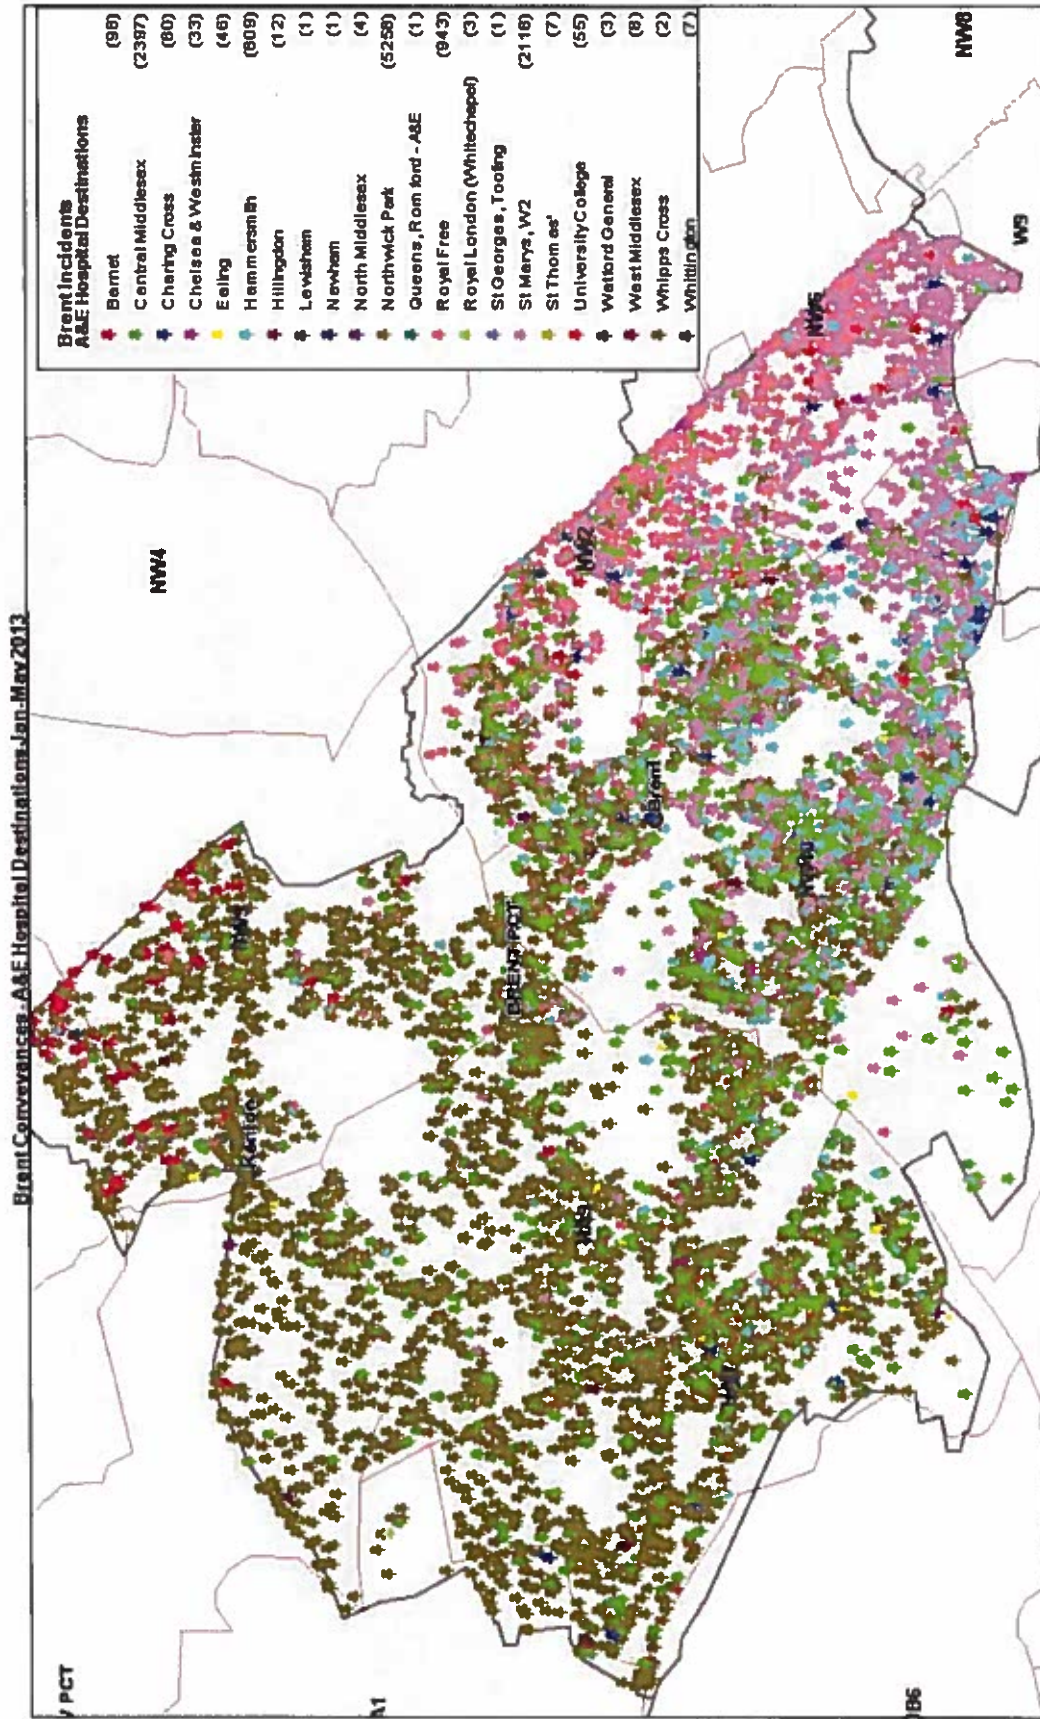 Brent Conveyances - A&E Hospital Destinations Jan-May 2013
Brent Incidents
A&E Hospital Destinations
Barnet (98)
Central Middlesex (2397)
Charing Cross (80)
Chelsea & Westminster (33)
Ealing (46)
Hammersmith (609)
Hillingdon (12)
Lewisham (1)
Newham (1)
North Middlesex (4)
Northwick Park (5258)
Queens, Romford - A&E (1)
Royal Free (943)
Royal London (Whitechapel) (3)
St Georges, Tooting (1)
St Marys, W2 (2116)
St Thomas' (7)
University College (55)
Watford General (3)
West Middlesex (8)
Whipps Cross (2)
Whittington (7)
NW8
W9
NW6
NW4
NW2
Brent
BRENT PCT
Kenton
HA9
V PCT
A1